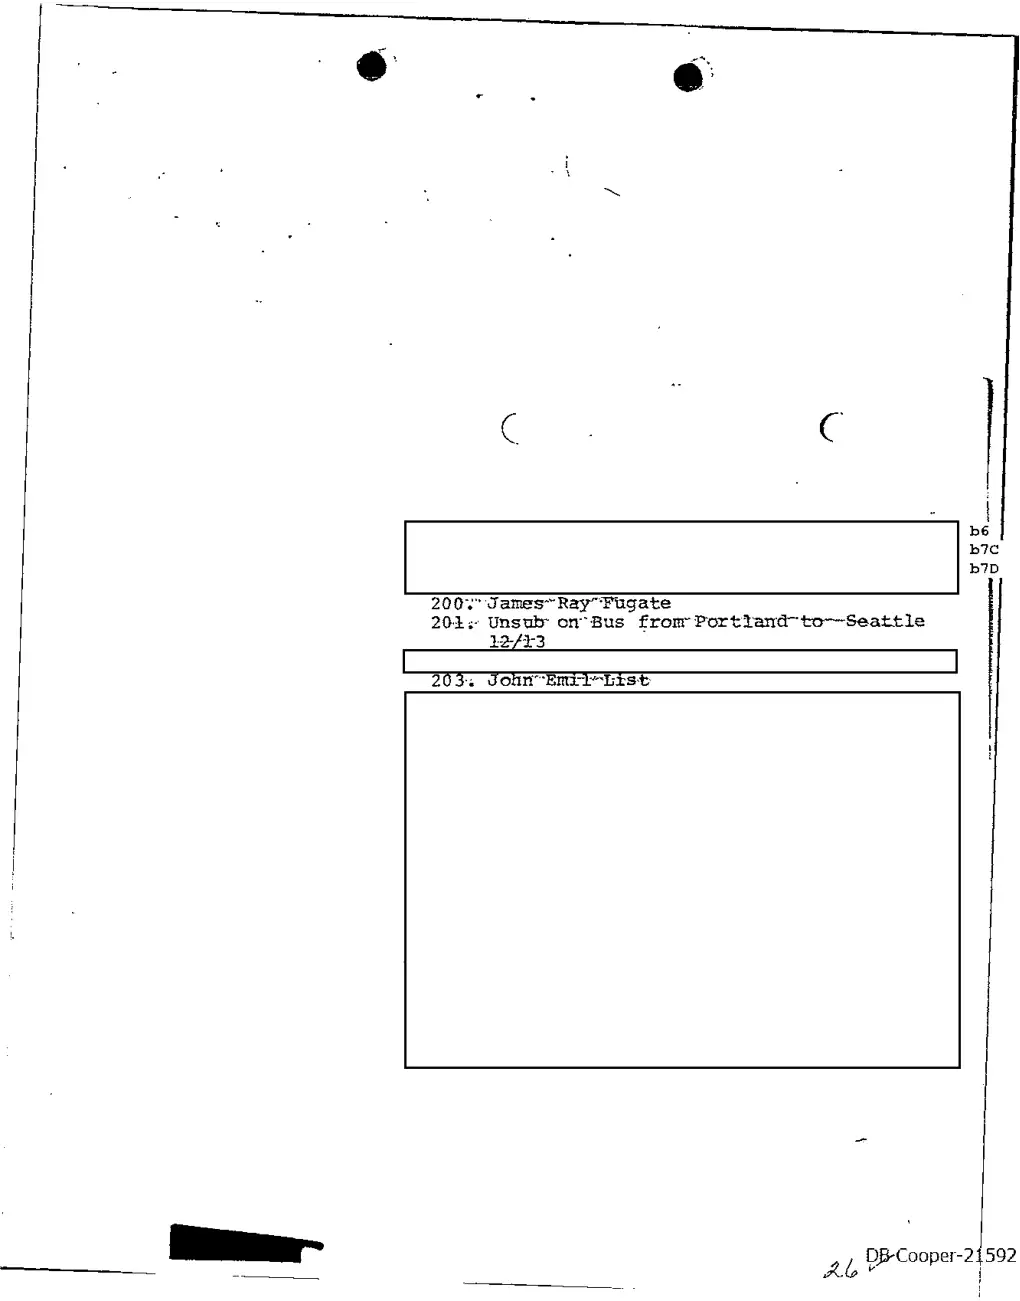 b6
b7C
b7D
200. James Ray Fugate
201. Unsub on Bus from Portland to Seattle
12/13
203. John Emil List
26
DB Cooper-21592